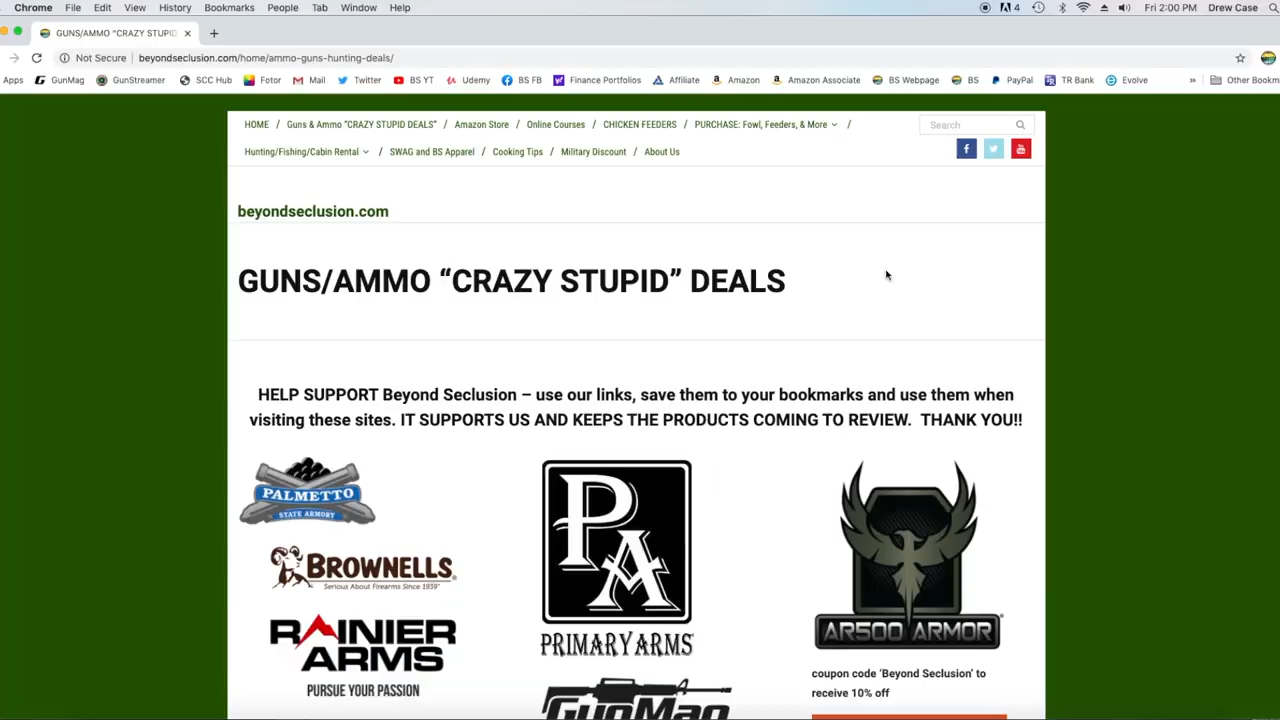 Chrome File Edit View History Bookmarks People Tab Window Help 4 Fri 2:00 PM Drew Case
GUNS/AMMO “CRAZY STUPID
Not Secure beyondseclusion.com/home/ammo-guns-hunting-deals/
Apps GunMag GunStreamer SCC Hub Fotor Mail Twitter BS YT Udemy BS FB Finance Portfolios Affiliate Amazon Amazon Associate BS Webpage BS PayPal TR Bank Evolve » Other Bookm
HOME / Guns & Ammo “CRAZY STUPID DEALS” / Amazon Store / Online Courses / CHICKEN FEEDERS / PURCHASE: Fowl, Feeders, & More / Search
Hunting/Fishing/Cabin Rental / SWAG and BS Apparel / Cooking Tips / Military Discount / About Us
beyondseclusion.com
GUNS/AMMO “CRAZY STUPID” DEALS
HELP SUPPORT Beyond Seclusion – use our links, save them to your bookmarks and use them when
visiting these sites. IT SUPPORTS US AND KEEPS THE PRODUCTS COMING TO REVIEW. THANK YOU!!
PALMETTO
STATE ARMORY
BROWNELLS
Serious About Firearms Since 1939
RAINIER
ARMS
PURSUE YOUR PASSION
PA
PRIMARY ARMS
GunMag
AR500 ARMOR
coupon code ‘Beyond Seclusion’ to
receive 10% off